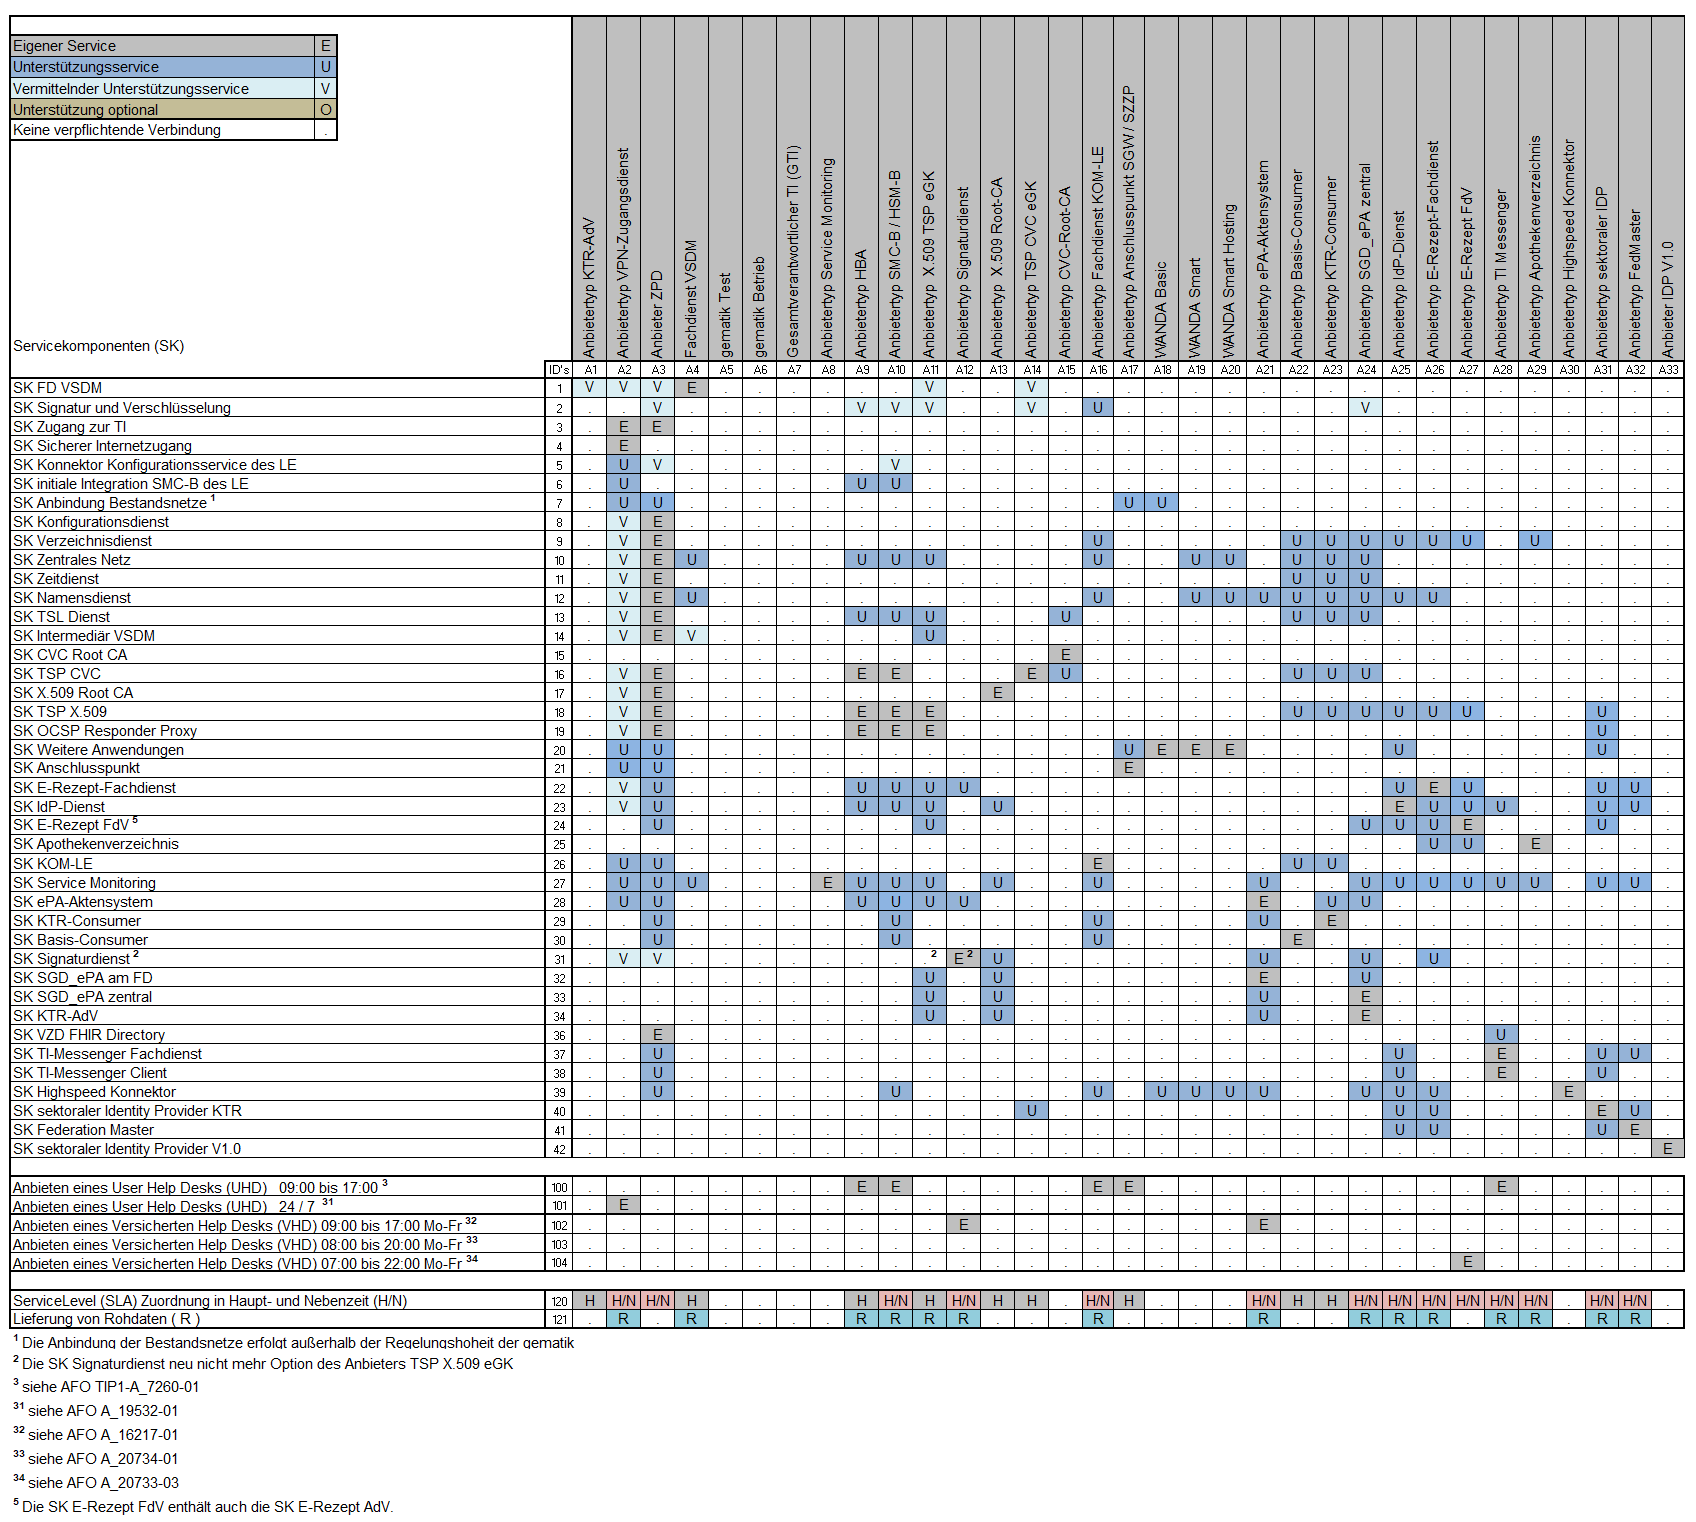 Eigener Service E
Unterstützungsservice U
Vermittelnder Unterstützungsservice V
Unterstützung optional O
Keine verpflichtende Verbindung .
Servicekomponenten (SK)
Anbietertyp KTR-AdV
Anbietertyp VPN-Zugangsdienst
Anbieter ZPD
Fachdienst VSDM
gematik Test
gematik Betrieb
Gesamtverantwortlicher TI (GTI)
Anbieter Service Monitoring
Anbietertyp HBA
Anbietertyp SMC-B / HSM-B
Anbietertyp X.509 TSP eGK
Anbietertyp Signaturdienst
Anbieter X.509 Root-CA
Anbietertyp TSP CVC eGK
Anbieter CVC-Root-CA
Anbietertyp Fachdienst KOM-LE
Anbietertyp Anschlusspunkt SGW / SZZP
WANDA Basic
WANDA Smart
WANDA Smart Hosting
Anbietertyp ePA-Aktensystem
Anbietertyp Basis-Consumer
Anbietertyp KTR-Consumer
Anbietertyp SGD_ePA zentral
Anbietertyp IdP-Dienst
Anbietertyp E-Rezept-Fachdienst
Anbietertyp E-Rezept FdV
Anbietertyp TI Messenger
Anbietertyp Apothekenverzeichnis
Anbietertyp Highspeed Konnektor
Anbietertyp sektoraler IDP
Anbietertyp FedMaster
Anbieter IDP V1.0
ID's A1 A2 A3 A4 A5 A6 A7 A8 A9 A10 A11 A12 A13 A14 A15 A16 A17 A18 A19 A20 A21 A22 A23 A24 A25 A26 A27 A28 A29 A30 A31 A32 A33
SK FD VSDM 1 V V V E . . . . . . V . . V . . . . . . . . . . . . . . . . . . .
SK Signatur und Verschlüsselung 2 . . V . . . . . V V V . . V . U . . . . . . . V . . . . . . . . .
SK Zugang zur TI 3 . E E . . . . . . . . . . . . . . . . . . . . . . . . . . . . . .
SK Sicherer Internetzugang 4 . E . . . . . . . . . . . . . . . . . . . . . . . . . . . . . . .
SK Konnektor Konfigurationsservice des LE 5 . U V . . . . . . V . . . . . . . . . . . . . . . . . . . . . . .
SK initiale Integration SMC-B des LE 6 . U . . . . . . U U . . . . . . . . . . . . . . . . . . . . . . .
SK Anbindung Bestandsnetze 1 7 . U U . . . . . . . . . . . . . U U . . . . . . . . . . . . . . .
SK Konfigurationsdienst 8 . V E . . . . . . . . . . . . . . . . . . . . . . . . . . . . . .
SK Verzeichnisdienst 9 . V E . . . . . . . . . . . . U . . . . . U U U U U U . U . . . .
SK Zentrales Netz 10 . V E U . . . . U U U . . . . U . . U U . U U U . . . . . . . . .
SK Zeitdienst 11 . V E . . . . . . . . . . . . . . . . . . U U U . . . . . . . . .
SK Namensdienst 12 . V E U . . . . . . . . . . . U . . U U U U U U U U . . . . . . .
SK TSL Dienst 13 . V E . . . . . U U U . . . U . . . . . . U U U . . . . . . . . .
SK Intermediär VSDM 14 . V E V . . . . . . U . . . . . . . . . . . . . . . . . . . . . .
SK CVC Root CA 15 . . . . . . . . . . . . . . E . . . . . . . . . . . . . . . . . .
SK TSP CVC 16 . V E . . . . . E E . . . E U . . . . . . U U U . . . . . . . . .
SK X.509 Root CA 17 . V E . . . . . . . . . E . . . . . . . . . . . . . . . . . . . .
SK TSP X.509 18 . V E . . . . . E E E . . . . . . . . . . U U U U U U . . . U . .
SK OCSP Responder Proxy 19 . V E . . . . . E E E . . . . . . . . . . . . . . . . . . . U . .
SK Weitere Anwendungen 20 . U U . . . . . . . . . . . . . U E E E . . . . U . . . . . U . .
SK Anschlusspunkt 21 . U U . . . . . . . . . . . . . E . . . . . . . . . . . . . . . .
SK E-Rezept-Fachdienst 22 . V U . . . . . U U U U . . . . . . . . . . . . U E U . . . U U .
SK IdP-Dienst 23 . V U . . . . . U U U . U . . . . . . . . . . . E U U U . . U U .
SK E-Rezept FdV 5 24 . . U . . . . . . . U . . . . . . . . . . . . U U U E . . . U . .
SK Apothekenverzeichnis 25 . . . . . . . . . . . . . . . . . . . . . . . . . U U . E . . . .
SK KOM-LE 26 . U U . . . . . . . . . . . . E . . . . . U U . . . . . . . . . .
SK Service Monitoring 27 . U U U . . . E U U U . U . . U . . . . U . . U U U U U U . U U .
SK ePA-Aktensystem 28 . U U . . . . . U U U U . . . . . . . . E . U U . . . . . . . . .
SK KTR-Consumer 29 . . U . . . . . . U . . . . . U . . . . U . E . . . . . . . . . .
SK Basis-Consumer 30 . . U . . . . . . U . . . . . U . . . . . E . . . . . . . . . . .
SK Signaturdienst 2 31 . V V . . . . . . . . 2 E 2 U . . . . . . . U . . U . U . . . . . . .
SK SGD_ePA am FD 32 . . . . . . . . . . U . U . . . . . . . E . . U . . . . . . . . .
SK SGD_ePA zentral 33 . . . . . . . . . . U . U . . . . . . . U . . E . . . . . . . . .
SK KTR-AdV 34 . . . . . . . . . . U . U . . . . . . . U . . E . . . . . . . . .
SK VZD FHIR Directory 36 . . E . . . . . . . . . . . . . . . . . . . . . . . . U . . . . .
SK TI-Messenger Fachdienst 37 . . U . . . . . . . . . . . . . . . . . . . . . U . . E . . U U .
SK TI-Messenger Client 38 . . U . . . . . . . . . . . . . . . . . . . . . U . . E . . U . .
SK Highspeed Konnektor 39 . . U . . . . . . U . . . . . U . U U U U . . U U U . . . E . . .
SK sektoraler Identity Provider KTR 40 . . . . . . . . . . . . . U . . . . . . . . . . U U . . . . E U .
SK Federation Master 41 . . . . . . . . . . . . . . . . . . . . . . . . U U . . . . U E .
SK sektoraler Identity Provider V1.0 42 . . . . . . . . . . . . . . . . . . . . . . . . . . . . . . . . E
Anbieten eines User Help Desks (UHD) 09:00 bis 17:00 3 100 . . . . . . . . E E . . . . . E E . . . . . . . . . . E . . . . .
Anbieten eines User Help Desks (UHD) 24 / 7 31 101 . E . . . . . . . . . . . . . . . . . . . . . . . . . . . . . . .
Anbieten eines Versicherten Help Desks (VHD) 09:00 bis 17:00 Mo-Fr 32 102 . . . . . . . . . . . E . . . . . . . . E . . . . . . . . . . . .
Anbieten eines Versicherten Help Desks (VHD) 08:00 bis 20:00 Mo-Fr 33 103 . . . . . . . . . . . . . . . . . . . . . . . . . . . . . . . . .
Anbieten eines Versicherten Help Desks (VHD) 07:00 bis 22:00 Mo-Fr 34 104 . . . . . . . . . . . . . . . . . . . . . . . . . . E . . . . . .
ServiceLevel (SLA) Zuordnung in Haupt- und Nebenzeit (H/N) 120 H H/N H/N H . . . . H H/N H H/N H H . H/N H . . . H/N H H H/N H/N H/N H/N H/N H/N . H/N H/N .
Lieferung von Rohdaten ( R ) 121 . R . R . . . . R R R R . . . R . . . . R . . R R R . R R . R R .
1 Die Anbindung der Bestandsnetze erfolgt außerhalb der Regelungshoheit der gematik
2 Die SK Signaturdienst neu nicht mehr Option des Anbieters TSP X.509 eGK
3 siehe AFO TIP1-A_7260-01
31 siehe AFO A_19532-01
32 siehe AFO A_16217-01
33 siehe AFO A_20734-01
34 siehe AFO A_20733-03
5 Die SK E-Rezept FdV enthält auch die SK E-Rezept AdV.